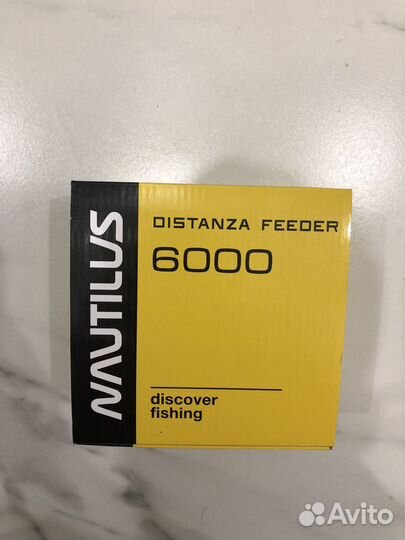 NAUTILUS
DISTANZA FEEDER
6000
discover
fishing
Avito